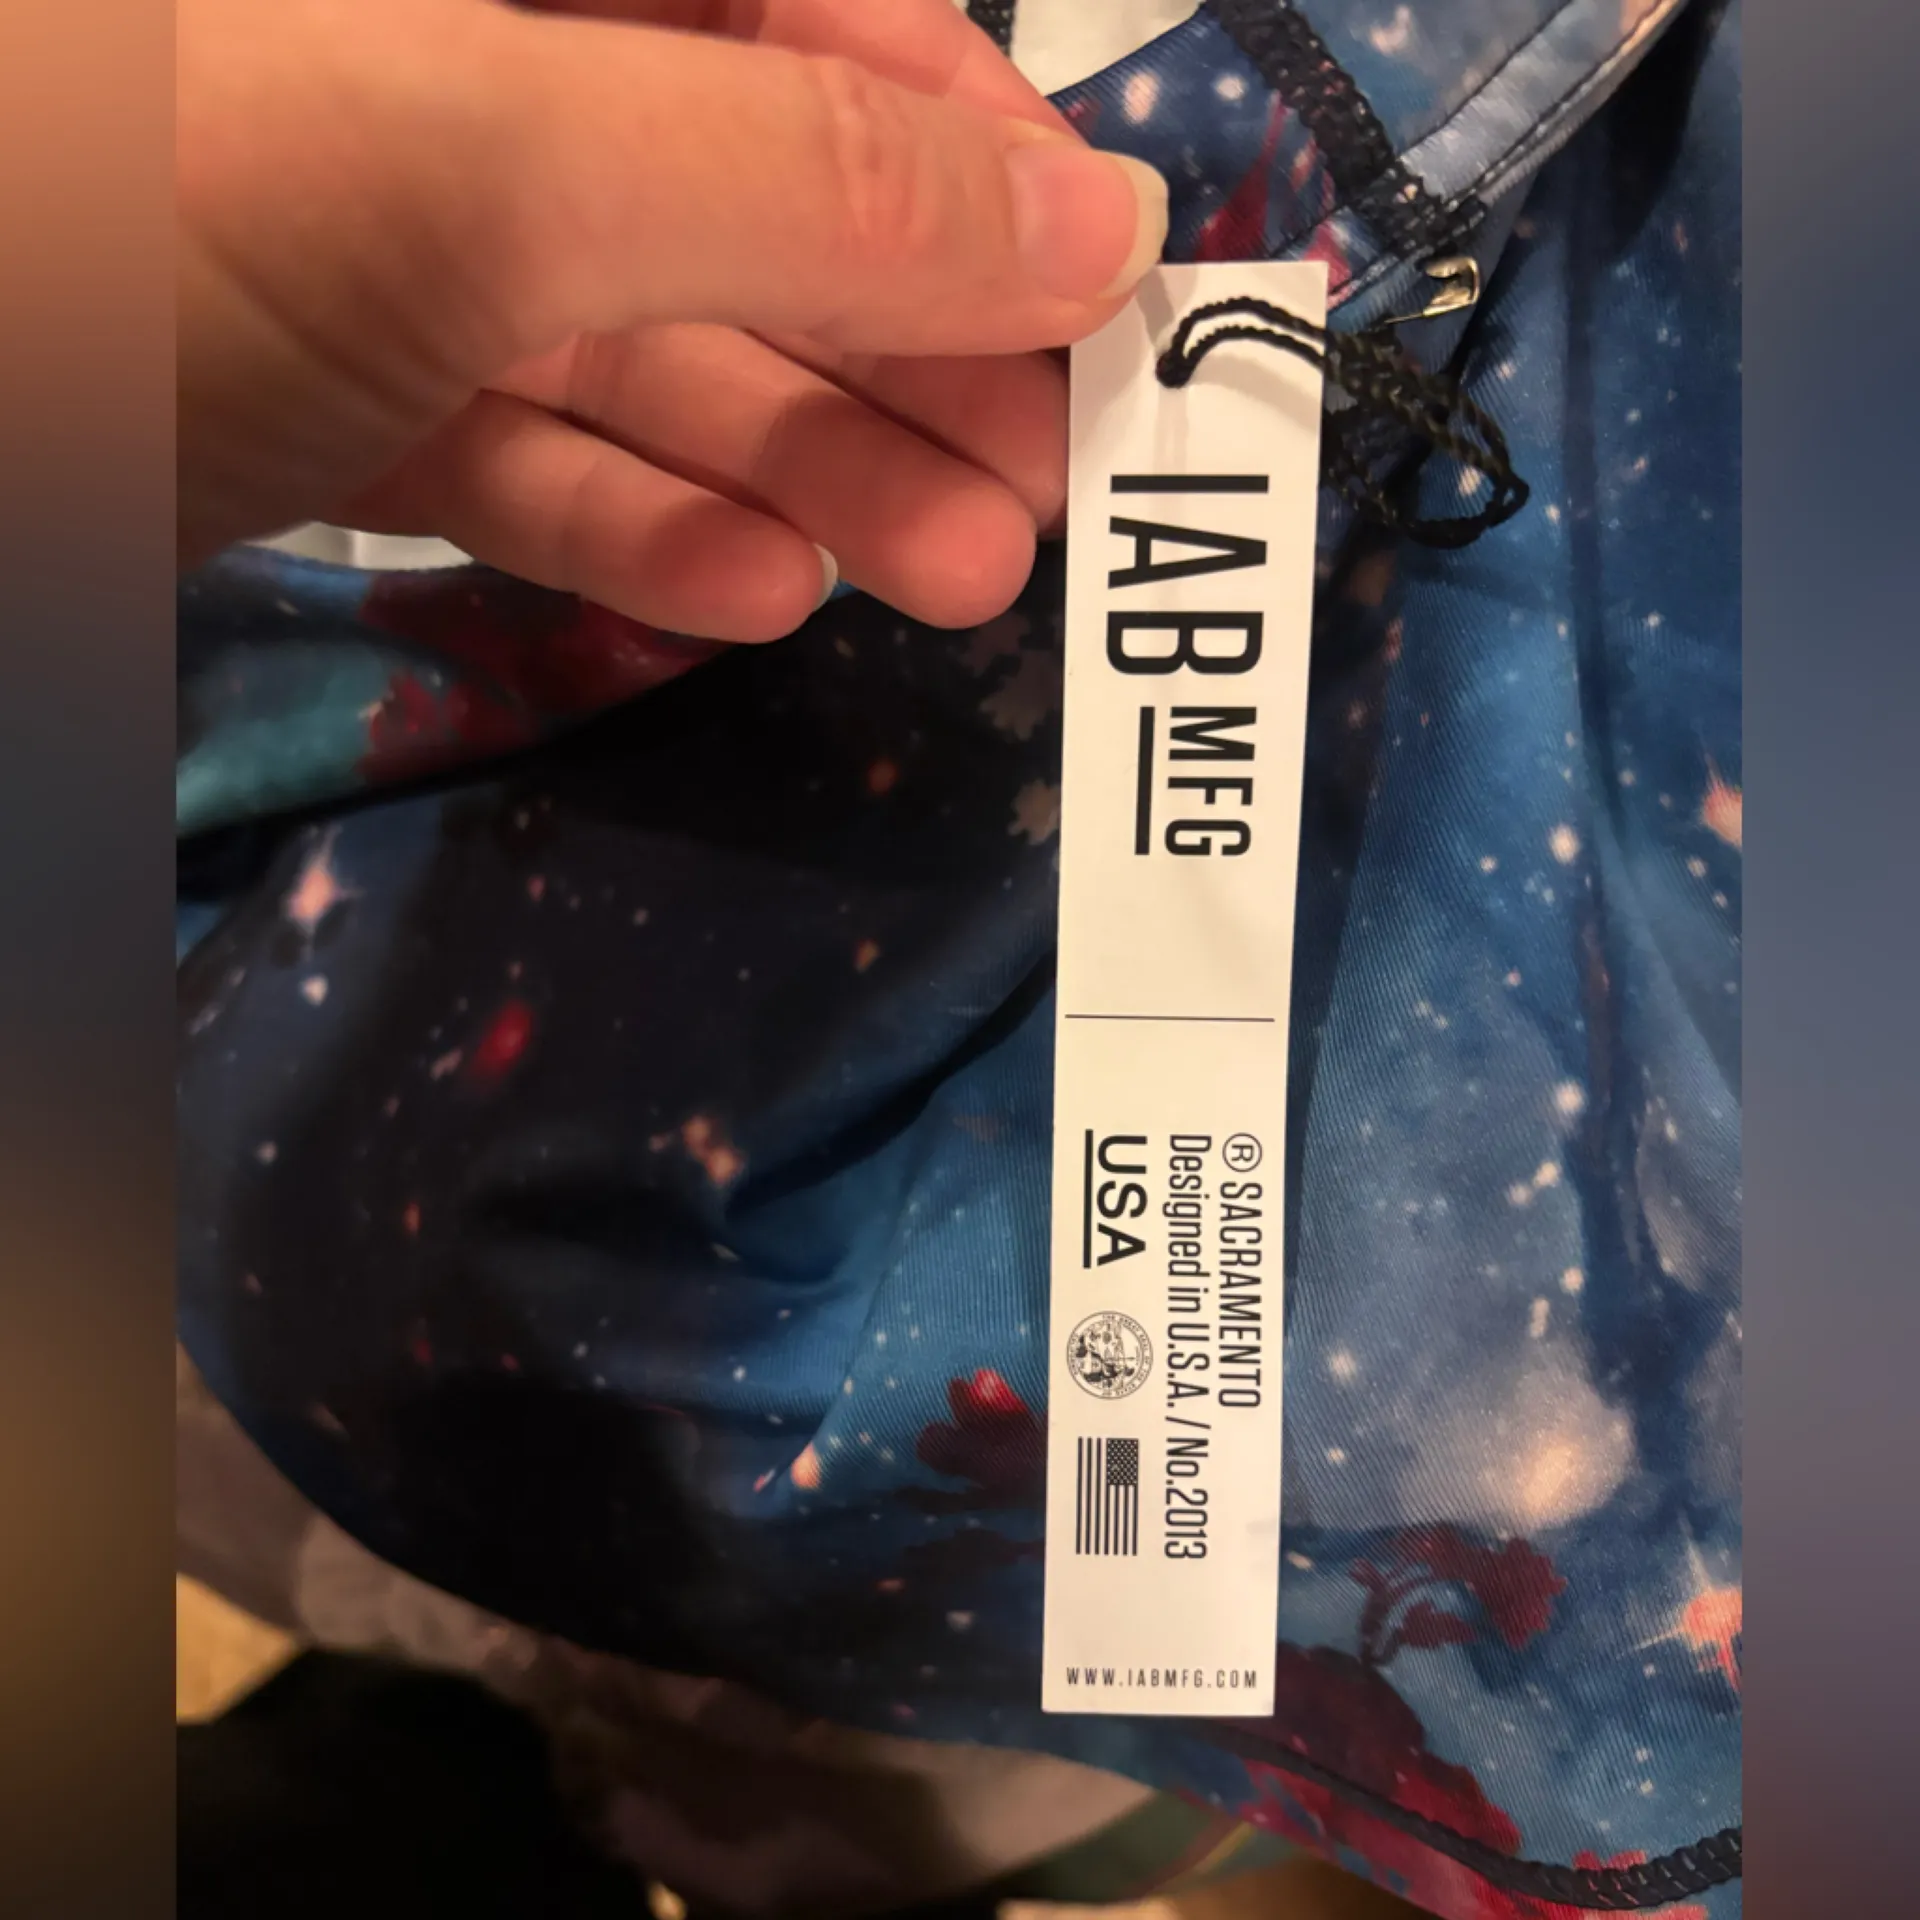 IAB MFG
® SACRAMENTO
Designed in U.S.A. / No.2013
USA
WWW.IABMFG.COM